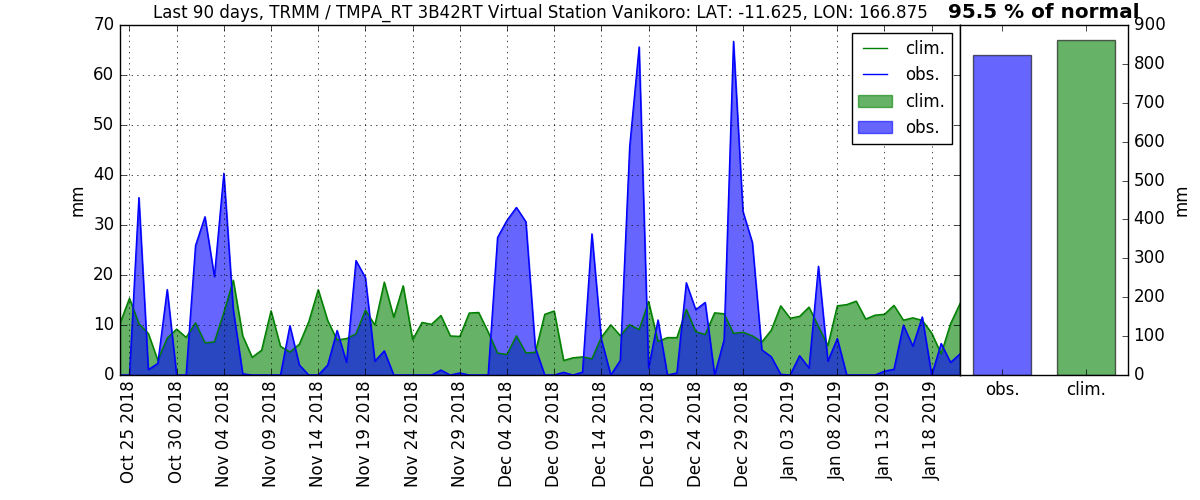 Last 90 days, TRMM / TMPA_RT 3B42RT Virtual Station Vanikoro: LAT: -11.625, LON: 166.875
95.5 % of normal
70
60
50
40
30
20
10
0
mm
clim.
obs.
clim.
obs.
900
800
700
600
500
400
300
200
100
0
mm
obs.
clim.
Oct 25 2018
Oct 30 2018
Nov 04 2018
Nov 09 2018
Nov 14 2018
Nov 19 2018
Nov 24 2018
Nov 29 2018
Dec 04 2018
Dec 09 2018
Dec 14 2018
Dec 19 2018
Dec 24 2018
Dec 29 2018
Jan 03 2019
Jan 08 2019
Jan 13 2019
Jan 18 2019